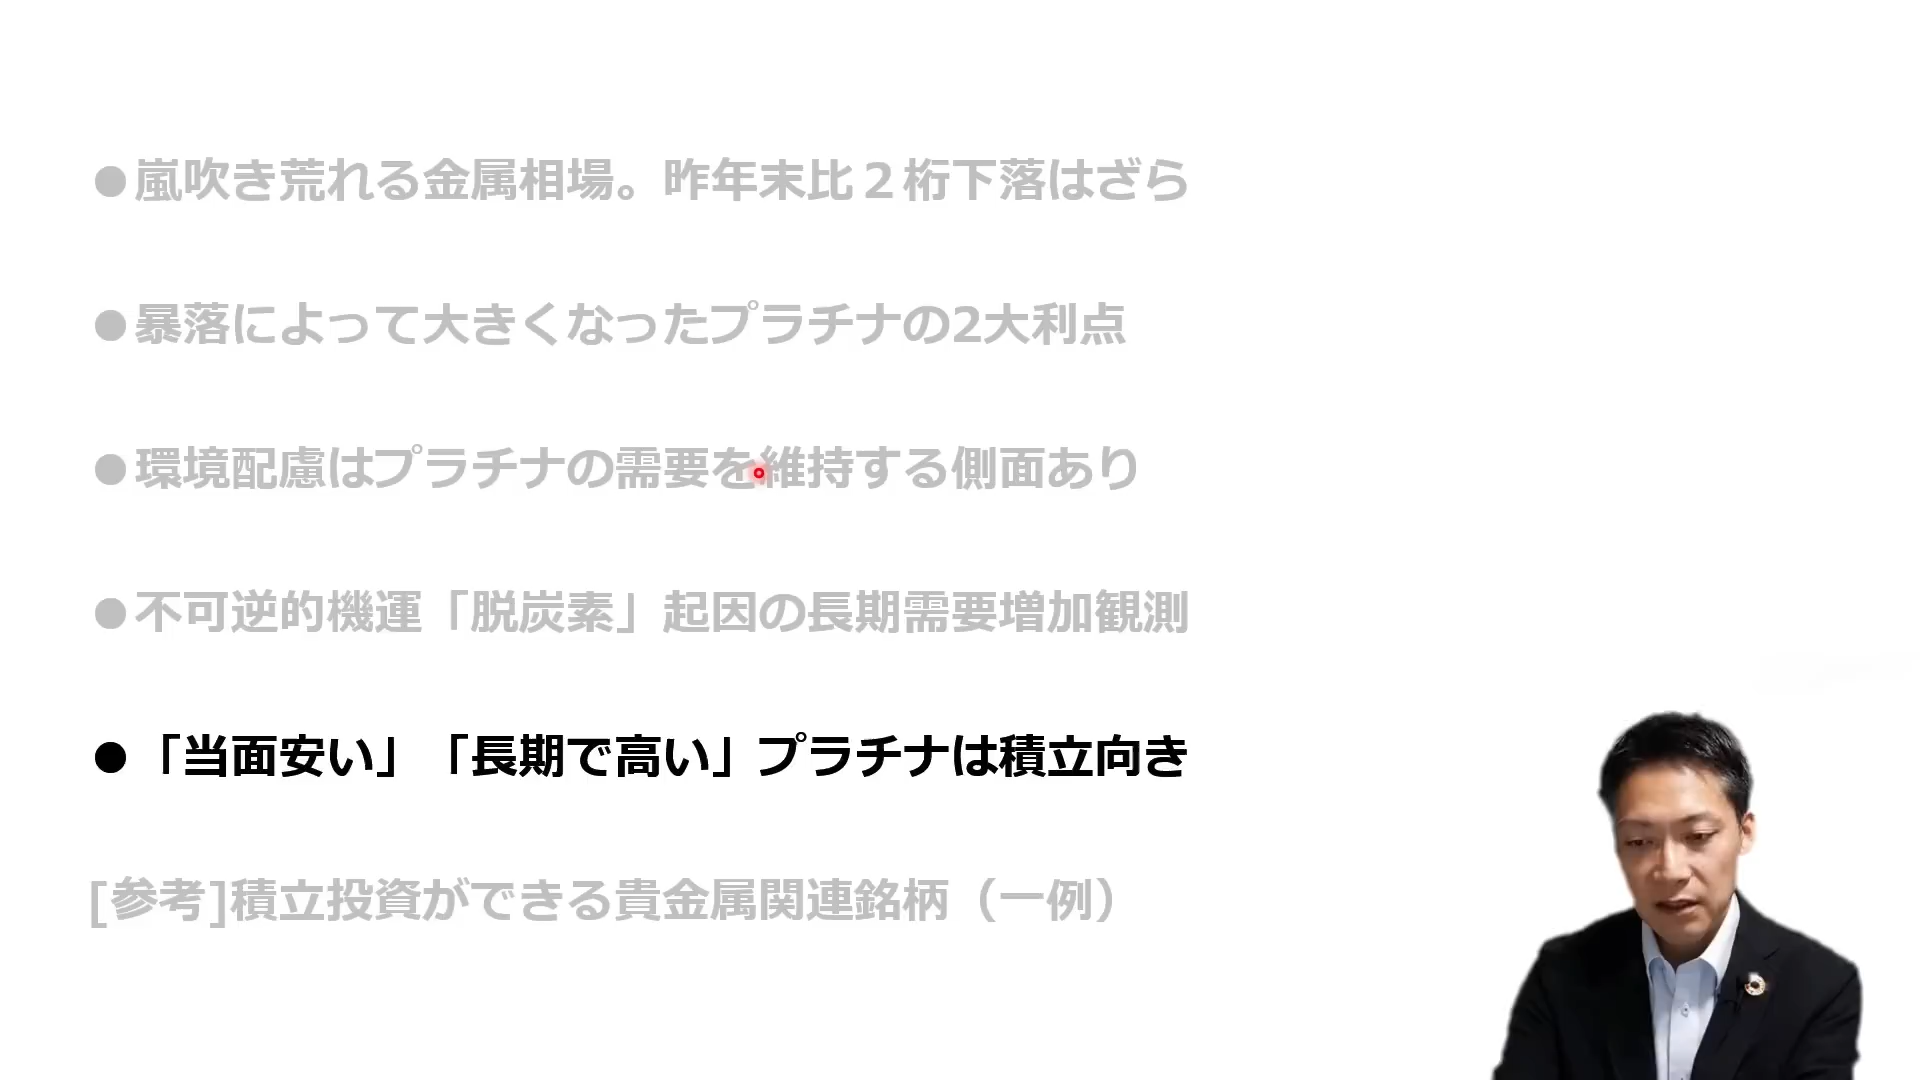 ●嵐吹き荒れる金属相場。昨年末比２桁下落はざら
●暴落によって大きくなったプラチナの2大利点
●環境配慮はプラチナの需要を維持する側面あり
●不可逆的機運「脱炭素」起因の長期需要増加観測
●「当面安い」「長期で高い」プラチナは積立向き
[参考]積立投資ができる貴金属関連銘柄（一例）